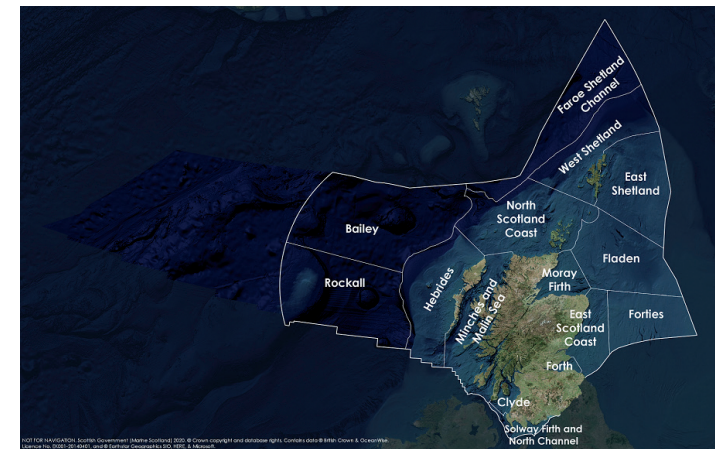 Faroe Shetland
Channel
West Shetland
East
Shetland
North
Scotland
Coast
Bailey
Fladen
Hebrides
Rockall
Minches and
Malin Sea
Moray
Firth
East
Scotland
Coast
Forties
Forth
Clyde
Solway Firth and
North Channel
NOT FOR NAVIGATION. Scottish Government (Marine Scotland) 2020. © Crown copyright and database rights. Contains data © British Crown & OceanWise.
Licence No. EK001-20140401, and © Earthstar Geographics SIO, HERE, & Microsoft.